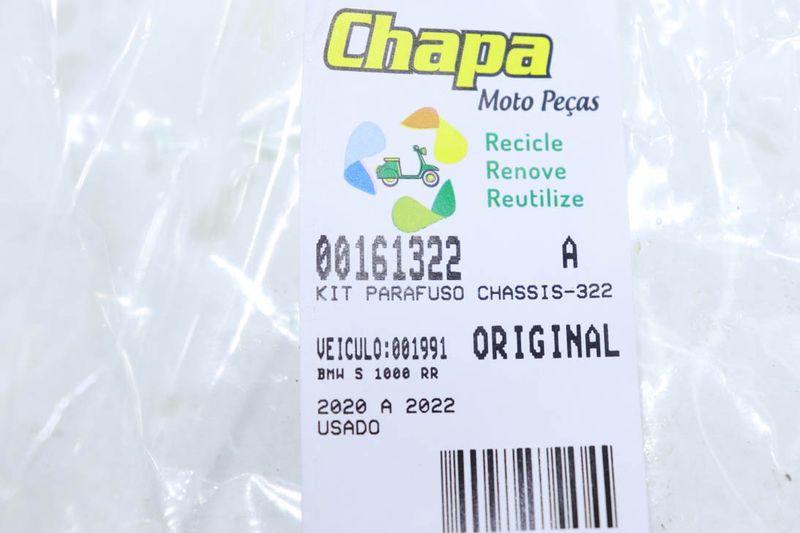 Chapa
Moto Peças
Recicle
Renove
Reutilize
00161322 A
KIT PARAFUSO CHASSIS-322
VEICULO:001991 ORIGINAL
BMW S 1000 RR
2020 A 2022
USADO